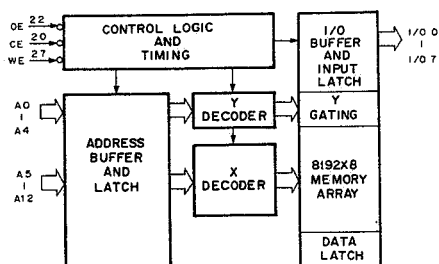 OE 22
CE 20
WE 27
CONTROL LOGIC
AND
TIMING
I/O
BUFFER
AND
INPUT
LATCH
I/O 0
I
I/O 7
A0
I
A4
Y
DECODER
Y
GATING
ADDRESS
BUFFER
AND
LATCH
A5
I
A12
X
DECODER
8192X8
MEMORY
ARRAY
DATA
LATCH